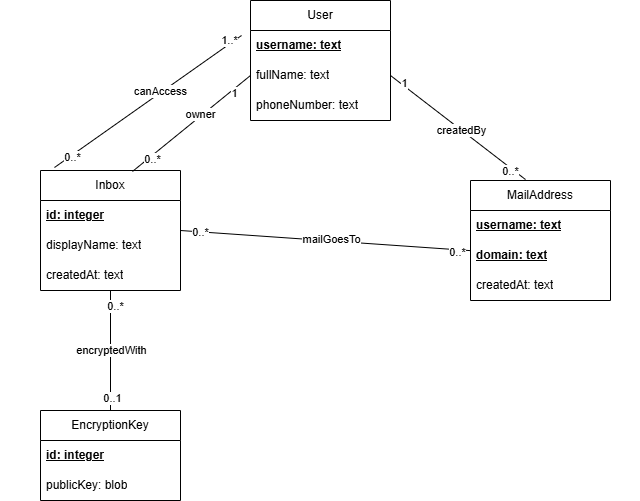 User
username: text
fullName: text
phoneNumber: text
1..*
canAccess
0..*
1
owner
0..*
1
createdBy
0..*
Inbox
id: integer
displayName: text
createdAt: text
MailAddress
username: text
domain: text
createdAt: text
0..*
mailGoesTo
0..*
0..*
encryptedWith
0..1
EncryptionKey
id: integer
publicKey: blob